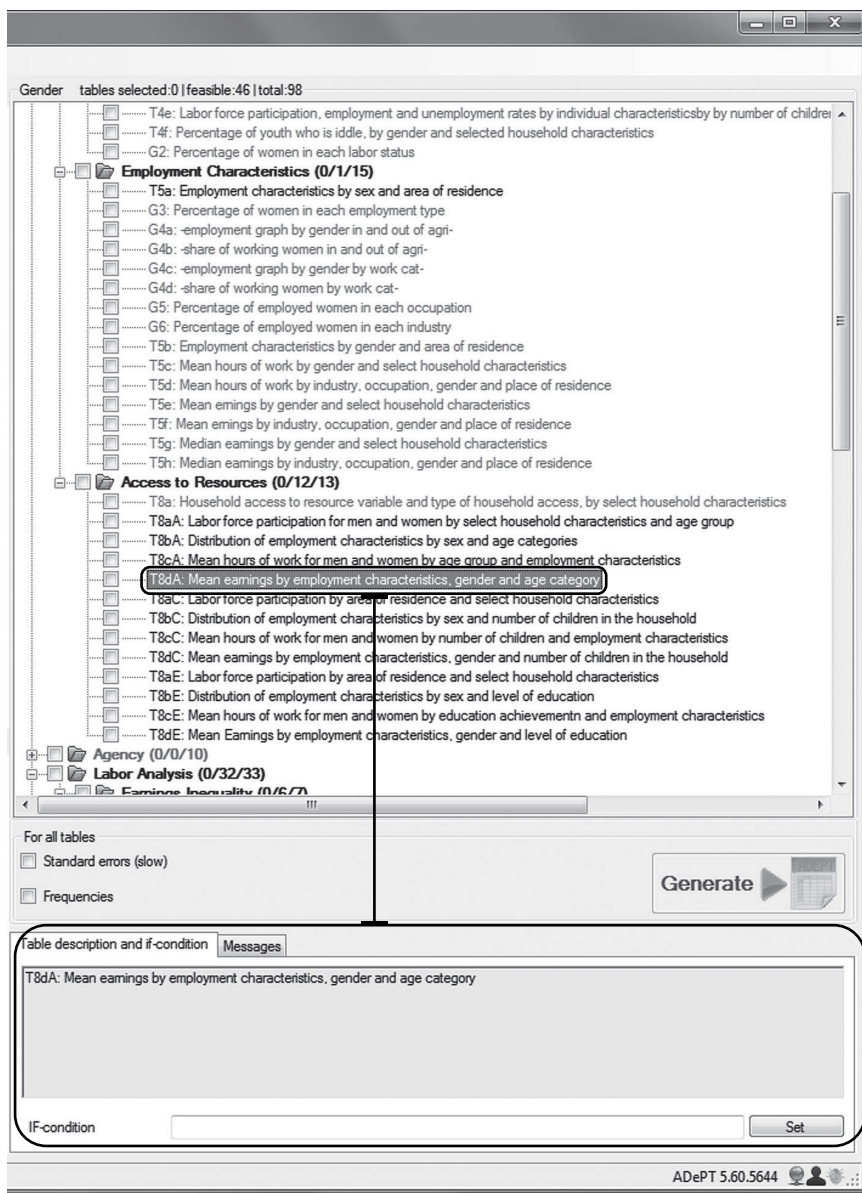 Gender tables selected:0 | feasible:46 | total:98
T4e: Labor force participation, employment and unemployment rates by individual characteristicsby by number of childre
T4f: Percentage of youth who is iddle, by gender and selected household characteristics
G2: Percentage of women in each labor status
Employment Characteristics (0/1/15)
T5a: Employment characteristics by sex and area of residence
G3: Percentage of women in each employment type
G4a: -employment graph by gender in and out of agri-
G4b: -share of working women in and out of agri-
G4c: -employment graph by gender by work cat-
G4d: -share of working women by work cat-
G5: Percentage of employed women in each occupation
G6: Percentage of employed women in each industry
T5b: Employment characteristics by gender and area of residence
T5c: Mean hours of work by gender and select household characteristics
T5d: Mean hours of work by industry, occupation, gender and place of residence
T5e: Mean ernings by gender and select household characteristics
T5f: Mean ernings by industry, occupation, gender and place of residence
T5g: Median earnings by gender and select household characteristics
T5h: Median earnings by industry, occupation, gender and place of residence
Access to Resources (0/12/13)
T8a: Household access to resource variable and type of household access, by select household characteristics
T8aA: Labor force participation for men and women by select household characteristics and age group
T8bA: Distribution of employment characteristics by sex and age categories
T8cA: Mean hours of work for men and women by age group and employment characteristics
T8dA: Mean earnings by employment characteristics, gender and age category
T8aC: Labor force participation by area of residence and select household characteristics
T8bC: Distribution of employment characteristics by sex and number of children in the household
T8cC: Mean hours of work for men and women by number of children and employment characteristics
T8dC: Mean earnings by employment characteristics, gender and number of children in the household
T8aE: Labor force participation by area of residence and select household characteristics
T8bE: Distribution of employment characteristics by sex and level of education
T8cE: Mean hours of work for men and women by education achievementn and employment characteristics
T8dE: Mean Earnings by employment characteristics, gender and level of education
Agency (0/0/10)
Labor Analysis (0/32/33)
Earnings Inequality (0/6/7)
For all tables
Standard errors (slow)
Frequencies
Generate
ADEPT
Table description and if-condition Messages
T8dA: Mean earnings by employment characteristics, gender and age category
IF-condition
Set
ADePT 5.60.5644